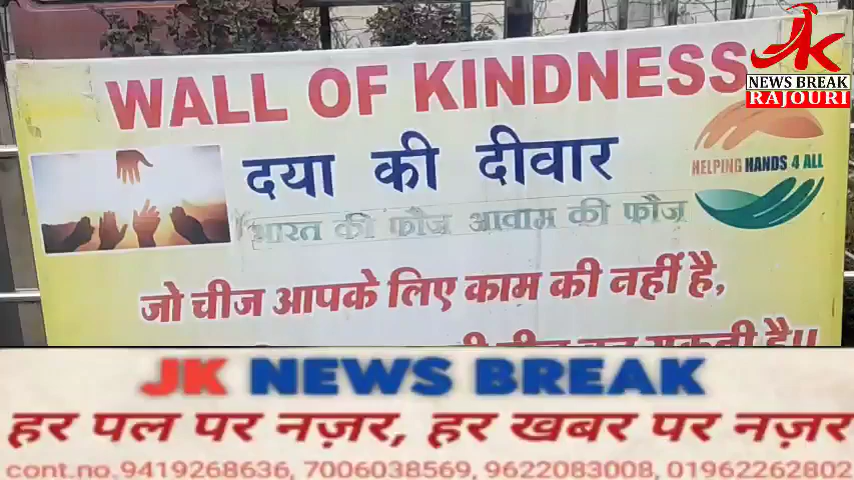 WALL OF KINDNESS
JK
NEWS BREAK
RAJOURI
दया की दीवार
HELPING HANDS 4 ALL
भारत की फौज आवाम की फौज
जो चीज आपके लिए काम की नहीं है,
सकती है।।
JK NEWS BREAK
हर पल पर नज़र, हर खबर पर नज़र
cont.no.9419268636, 7006038569, 9622083008, 01962262802